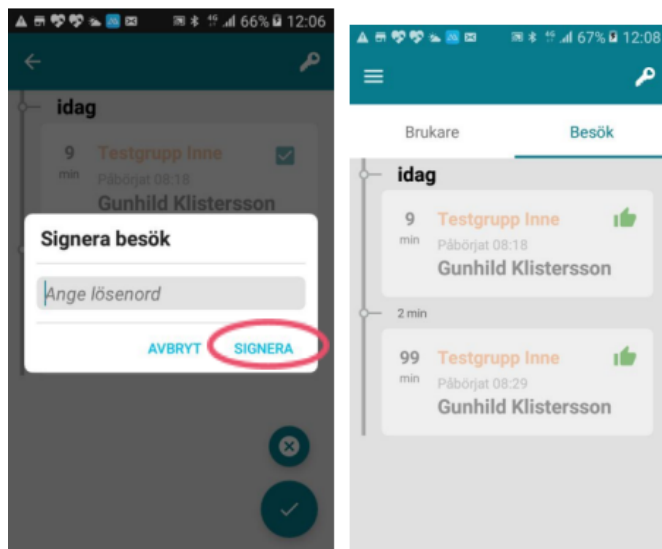 66% 12:06
idag
9 Testgrupp Inne
min Påbörjat 08:18
Gunhild Klistersson
Signera besök
Ange lösenord
AVBRYT SIGNERA
67% 12:08
Brukare Besök
idag
9 Testgrupp Inne
min Påbörjat 08:18
Gunhild Klistersson
2 min
99 Testgrupp Inne
min Påbörjat 08:29
Gunhild Klistersson